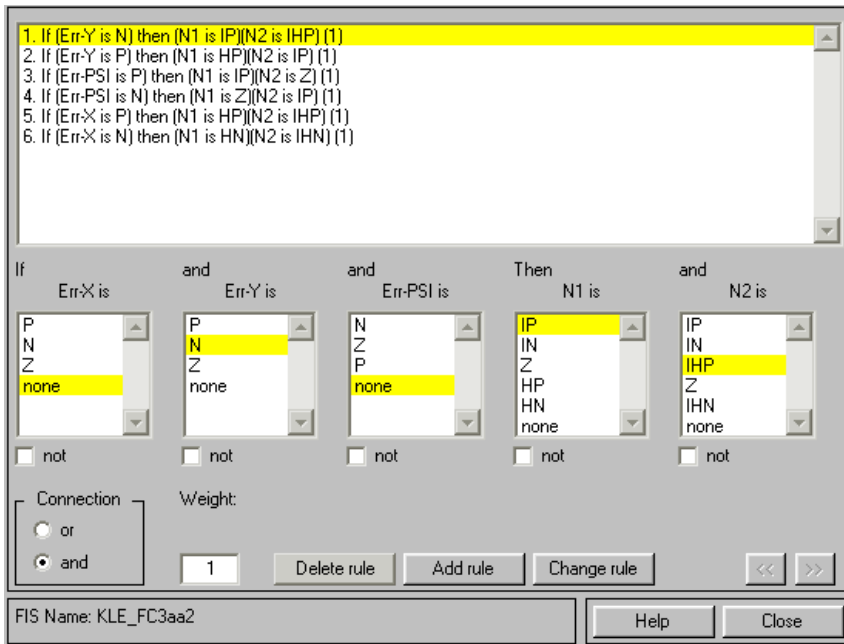 1. If (Err-Y is N) then (N1 is IP)(N2 is IHP) (1)
2. If (Err-Y is P) then (N1 is HP)(N2 is IP) (1)
3. If (Err-PSI is P) then (N1 is IP)(N2 is Z) (1)
4. If (Err-PSI is N) then (N1 is Z)(N2 is IP) (1)
5. If (Err-X is P) then (N1 is HP)(N2 is IHP) (1)
6. If (Err-X is N) then (N1 is HN)(N2 is IHN) (1)
If and and Then and
Err-X is Err-Y is Err-PSI is N1 is N2 is
P P N IP IP
N N Z IN IN
Z Z P Z IHP
none none none HP Z
HN IHN
none none
not not not not not
Connection Weight:
or
and 1 Delete rule Add rule Change rule << >>
FIS Name: KLE_FC3aa2 Help Close